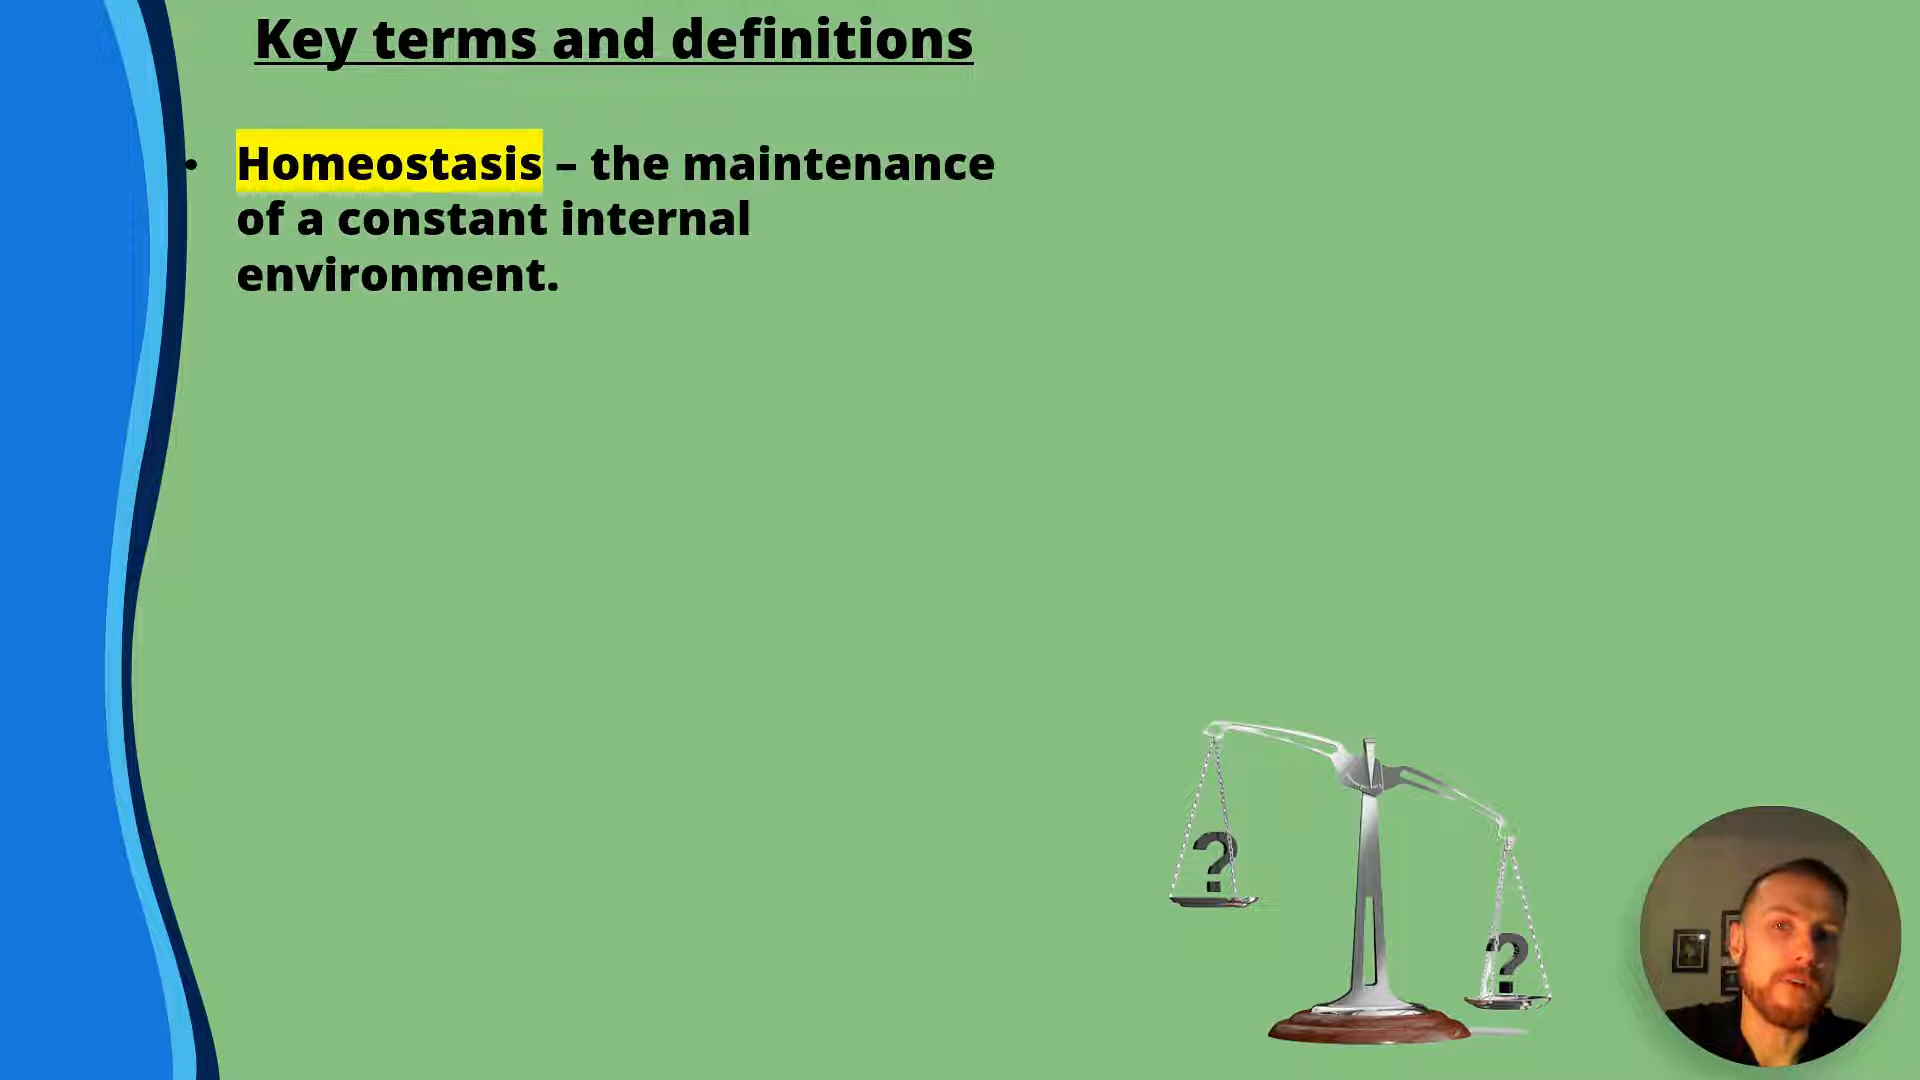 Key terms and definitions
• Homeostasis – the maintenance
of a constant internal
environment.
?
?